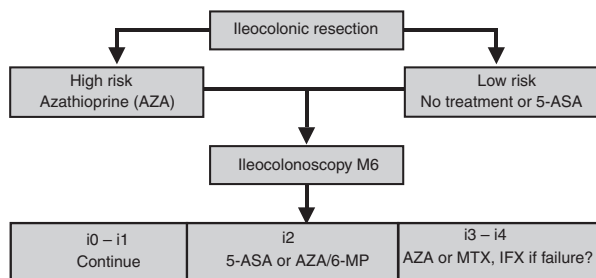 Ileocolonic resection
High risk
Azathioprine (AZA)
Low risk
No treatment or 5-ASA
Ileocolonoscopy M6
i0 – i1
Continue
i2
5-ASA or AZA/6-MP
i3 – i4
AZA or MTX, IFX if failure?